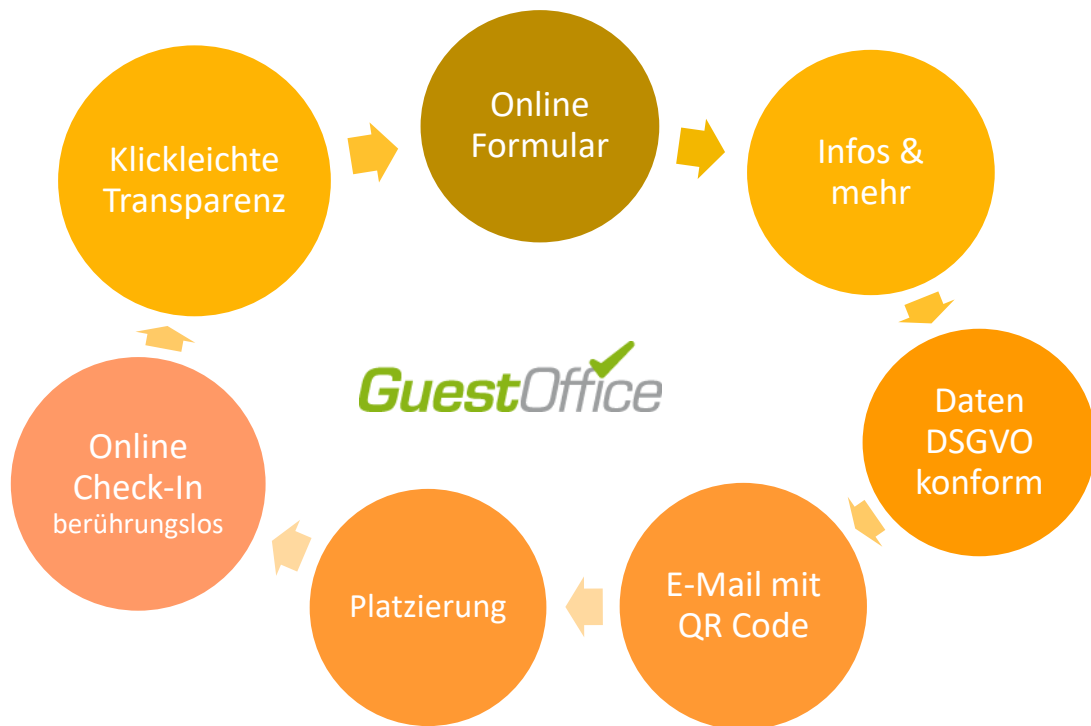 Online
Formular
Infos &
mehr
Daten
DSGVO
konform
E-Mail mit
QR Code
Platzierung
Online
Check-In
berührungslos
Klickleichte
Transparenz
GuestOffice